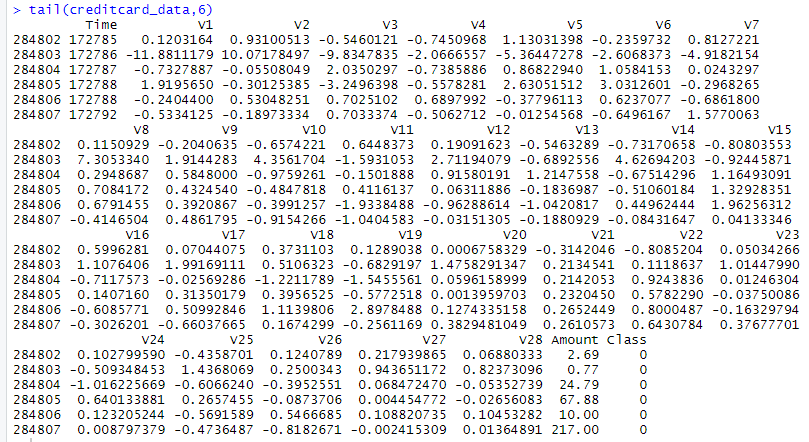 > tail(creditcard_data,6)
Time V1 V2 V3 V4 V5 V6 V7
284802 172785 0.1203164 0.93100513 -0.5460121 -0.7450968 1.13031398 -0.2359732 0.8127221
284803 172786 -11.8811179 10.07178497 -9.8347835 -2.0666557 -5.36447278 -2.6068373 -4.9182154
284804 172787 -0.7327887 -0.05508049 2.0350297 -0.7385886 0.86822940 1.0584153 0.0243297
284805 172788 1.9195650 -0.30125385 -3.2496398 -0.5578281 2.63051512 3.0312601 -0.2968265
284806 172788 -0.2404400 0.53048251 0.7025102 0.6897992 -0.37796113 0.6237077 -0.6861800
284807 172792 -0.5334125 -0.18973334 0.7033374 -0.5062712 -0.01254568 -0.6496167 1.5770063
V8 V9 V10 V11 V12 V13 V14 V15
284802 0.1150929 -0.2040635 -0.6574221 0.6448373 0.19091623 -0.5463289 -0.73170658 -0.80803553
284803 7.3053340 1.9144283 4.3561704 -1.5931053 2.71194079 -0.6892556 4.62694203 -0.92445871
284804 0.2948687 0.5848000 -0.9759261 -0.1501888 0.91580191 1.2147558 -0.67514296 1.16493091
284805 0.7084172 0.4324540 -0.4847818 0.4116137 0.06311886 -0.1836987 -0.51060184 1.32928351
284806 0.6791455 0.3920867 -0.3991257 -1.9338488 -0.96288614 -1.0420817 0.44962444 1.96256312
284807 -0.4146504 0.4861795 -0.9154266 -1.0404583 -0.03151305 -0.1880929 -0.08431647 0.04133346
V16 V17 V18 V19 V20 V21 V22 V23
284802 0.5996281 0.07044075 0.3731103 0.1289038 0.0006758329 -0.3142046 -0.8085204 0.05034266
284803 1.1076406 1.99169111 0.5106323 -0.6829197 1.4758291347 0.2134541 0.1118637 1.01447990
284804 -0.7117573 -0.02569286 -1.2211789 -1.5455561 0.0596158999 0.2142053 0.9243836 0.01246304
284805 0.1407160 0.31350179 0.3956525 -0.5772518 0.0013959703 0.2320450 0.5782290 -0.03750086
284806 -0.6085771 0.50992846 1.1139806 2.8978488 0.1274335158 0.2652449 0.8000487 -0.16329794
284807 -0.3026201 -0.66037665 0.1674299 -0.2561169 0.3829481049 0.2610573 0.6430784 0.37677701
V24 V25 V26 V27 V28 Amount Class
284802 0.102799590 -0.4358701 0.1240789 0.217939865 0.06880333 2.69 0
284803 -0.509348453 1.4368069 0.2500343 0.943651172 0.82373096 0.77 0
284804 -1.016225669 -0.6066240 -0.3952551 0.068472470 -0.05352739 24.79 0
284805 0.640133881 0.2657455 -0.0873706 0.004454772 -0.02656083 67.88 0
284806 0.123205244 -0.5691589 0.5466685 0.108820735 0.10453282 10.00 0
284807 0.008797379 -0.4736487 -0.8182671 -0.002415309 0.01364891 217.00 0